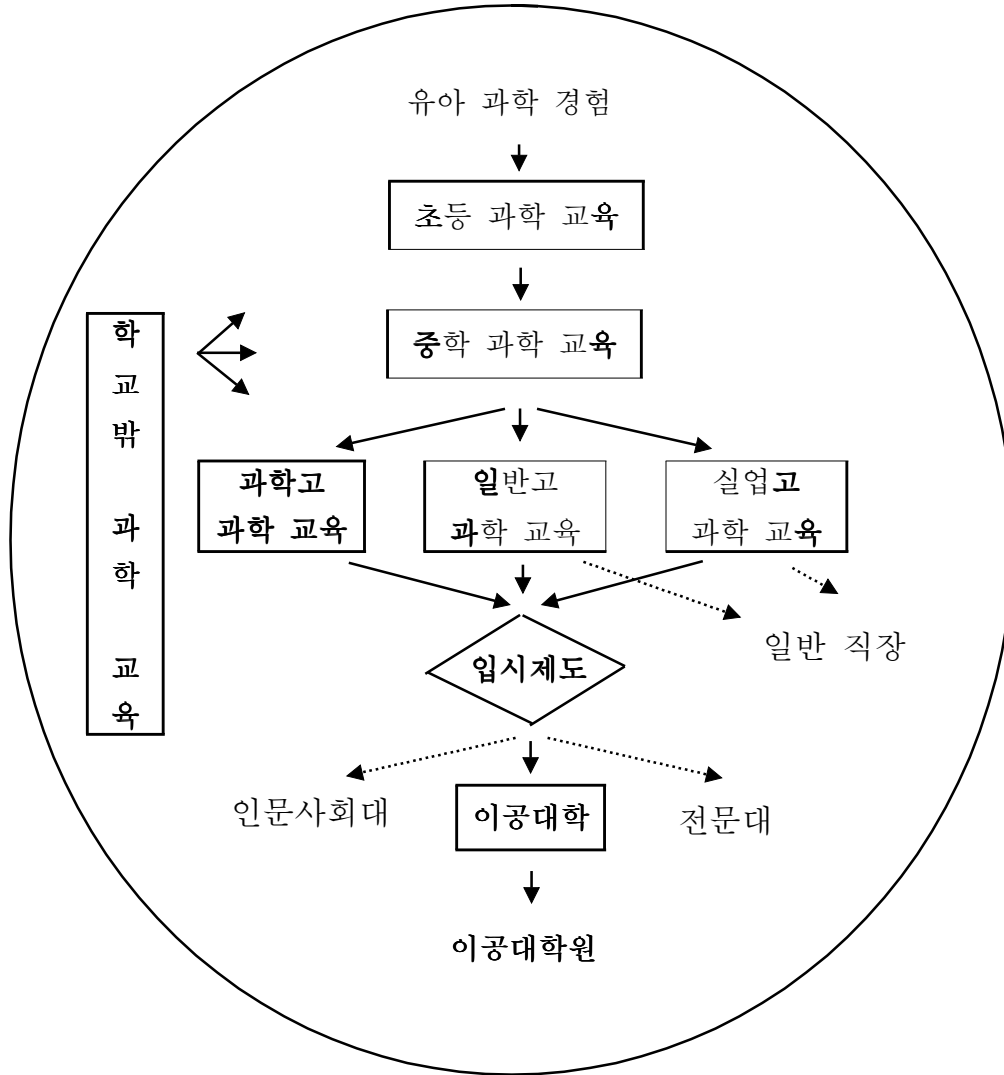 유아 과학 경험
초등 과학 교육
중학 과학 교육
학교밖 과학 교육
과학고
과학 교육
일반고
과학 교육
실업고
과학 교육
일반 직장
입시제도
인문사회대
이공대학
전문대
이공대학원